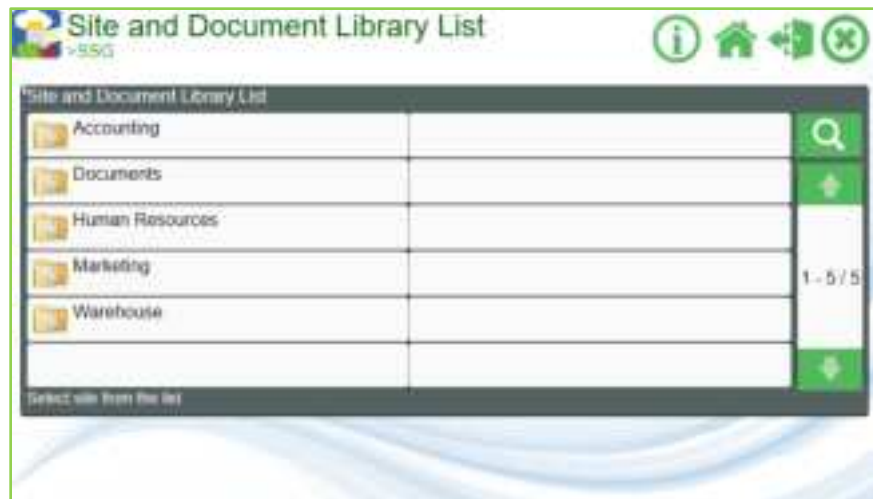 Site and Document Library List
>SSG
*Site and Document Library List
Accounting
Documents
Human Resources
Marketing
Warehouse
1 - 5 / 5
Select site from the list